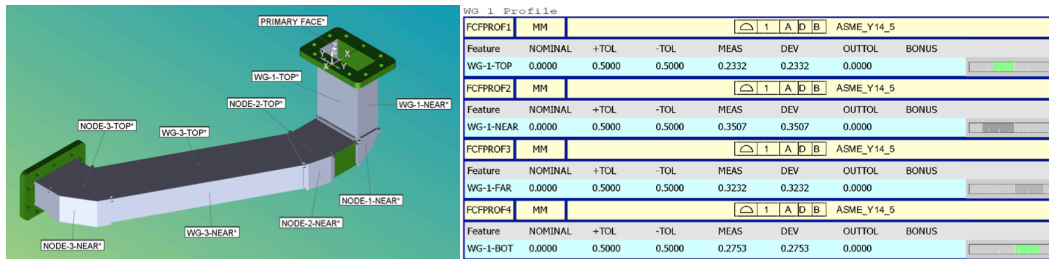 PRIMARY FACE*
WG-1-TOP*
NODE-2-TOP*
WG-1-NEAR*
NODE-3-TOP*
WG-3-TOP*
NODE-1-NEAR*
NODE-2-NEAR*
WG-3-NEAR*
NODE-3-NEAR*
Z
X
Y
X
Y
WG 1 Profile
FCFPROF1 MM ⌓ 1 A D B ASME_Y14_5
Feature NOMINAL +TOL -TOL MEAS DEV OUTTOL BONUS
WG-1-TOP 0.0000 0.5000 0.5000 0.2332 0.2332 0.0000
FCFPROF2 MM ⌓ 1 A D B ASME_Y14_5
Feature NOMINAL +TOL -TOL MEAS DEV OUTTOL BONUS
WG-1-NEAR 0.0000 0.5000 0.5000 0.3507 0.3507 0.0000
FCFPROF3 MM ⌓ 1 A D B ASME_Y14_5
Feature NOMINAL +TOL -TOL MEAS DEV OUTTOL BONUS
WG-1-FAR 0.0000 0.5000 0.5000 0.3232 0.3232 0.0000
FCFPROF4 MM ⌓ 1 A D B ASME_Y14_5
Feature NOMINAL +TOL -TOL MEAS DEV OUTTOL BONUS
WG-1-BOT 0.0000 0.5000 0.5000 0.2753 0.2753 0.0000